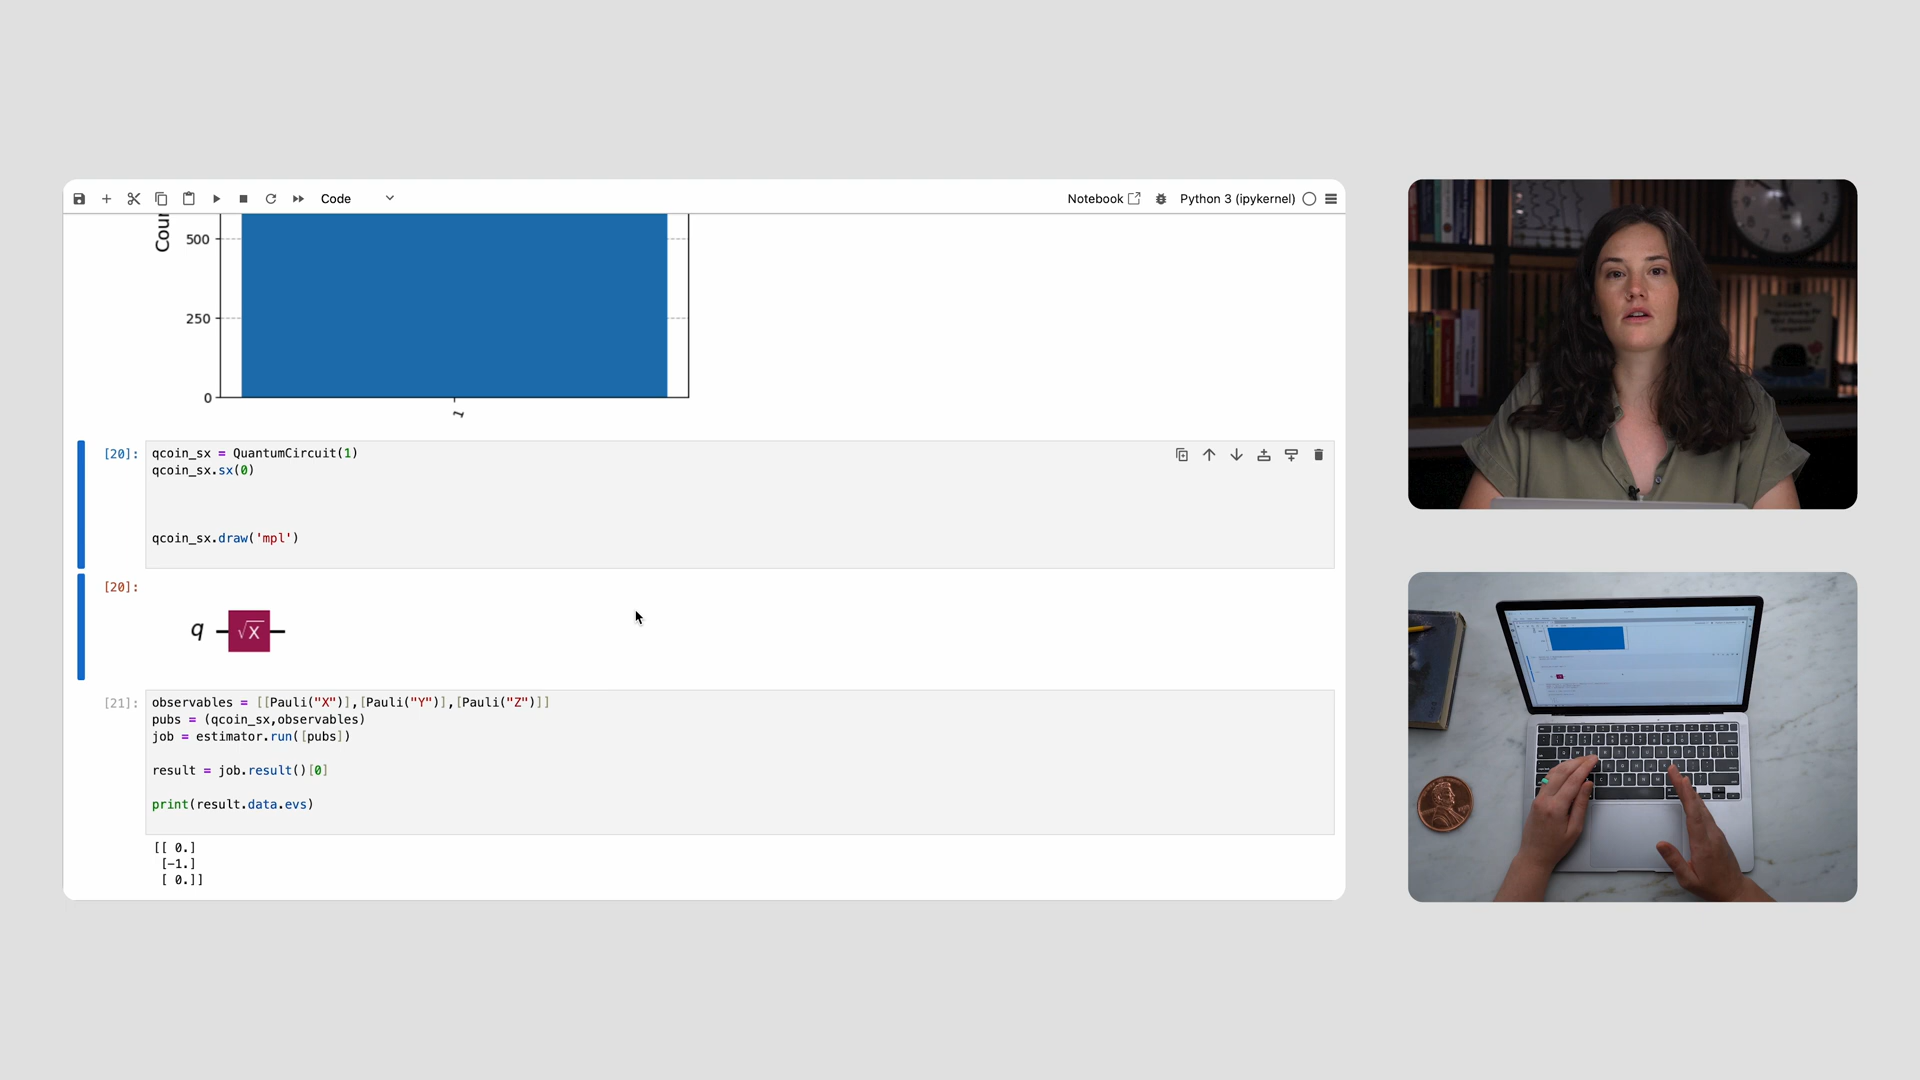 Code
Notebook
Python 3 (ipykernel)
Cou
500
250
0
1
[20]:
qcoin_sx = QuantumCircuit(1)
qcoin_sx.sx(0)
qcoin_sx.draw('mpl')
[20]:
q
√X
[21]:
observables = [[Pauli("X")],[Pauli("Y")],[Pauli("Z")]]
pubs = (qcoin_sx,observables)
job = estimator.run([pubs])
result = job.result()[0]
print(result.data.evs)
[[ 0.]
[-1.]
[ 0.]]